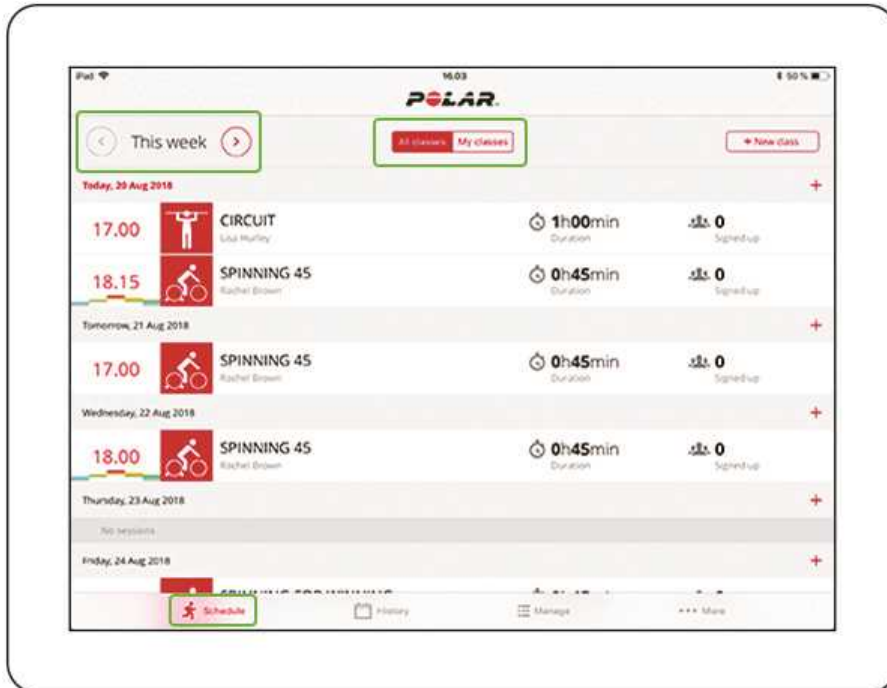 iPad 16.03 50 %
POLAR
This week All classes My classes + New class
Today, 20 Aug 2018 +
17.00 CIRCUIT 1h00min 0
Lisa Hurley Duration Signed up
18.15 SPINNING 45 0h45min 0
Rachel Brown Duration Signed up
Tomorrow, 21 Aug 2018 +
17.00 SPINNING 45 0h45min 0
Rachel Brown Duration Signed up
Wednesday, 22 Aug 2018 +
18.00 SPINNING 45 0h45min 0
Rachel Brown Duration Signed up
Thursday, 23 Aug 2018 +
No sessions
Friday, 24 Aug 2018 +
Schedule History Manage More